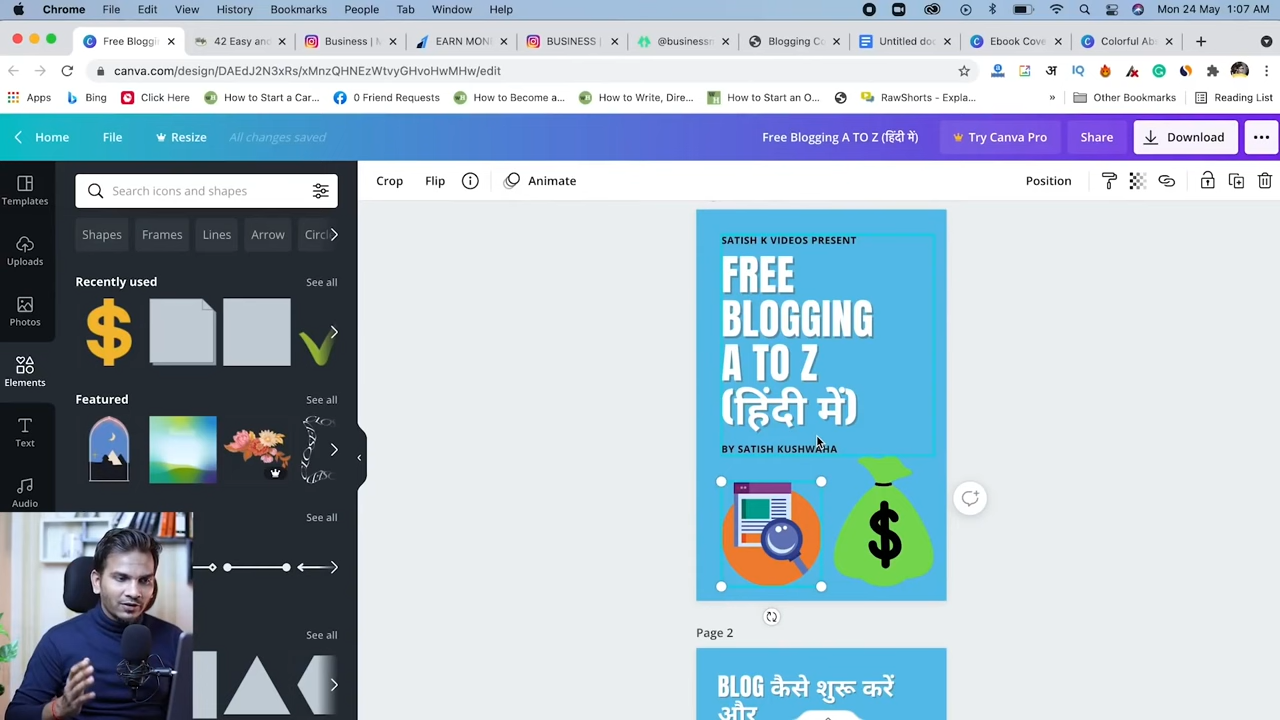 Chrome File Edit View History Bookmarks People Tab Window Help
Mon 24 May 1:07 AM
Free Bloggi
42 Easy and
Instagram
Business | M
EARN MONE
BUSINESS |
@businessm
Blogging Co
Untitled doc
Ebook Cove
Colorful Ab
canva.com/design/DAEdJ2N3xRs/xMnzQHNEzWtvyGHvoHwMHw/edit
Apps
Bing
Click Here
How to Start a Car...
0 Friend Requests
How to Become a...
How to Write, Dire...
How to Start an O...
RawShorts - Expla...
Other Bookmarks
Reading List
Home
File
Resize
All changes saved
Free Blogging A TO Z (हिंदी में)
Try Canva Pro
Share
Download
Templates
Uploads
Photos
Elements
Text
Audio
Search icons and shapes
Shapes
Frames
Lines
Arrow
Circl
Recently used
See all
Featured
See all
See all
See all
Crop
Flip
Animate
Position
SATISH K VIDEOS PRESENT
FREE
BLOGGING
A TO Z
(हिंदी में)
BY SATISH KUSHWAHA
Page 2
BLOG कैसे शुरू करें
और